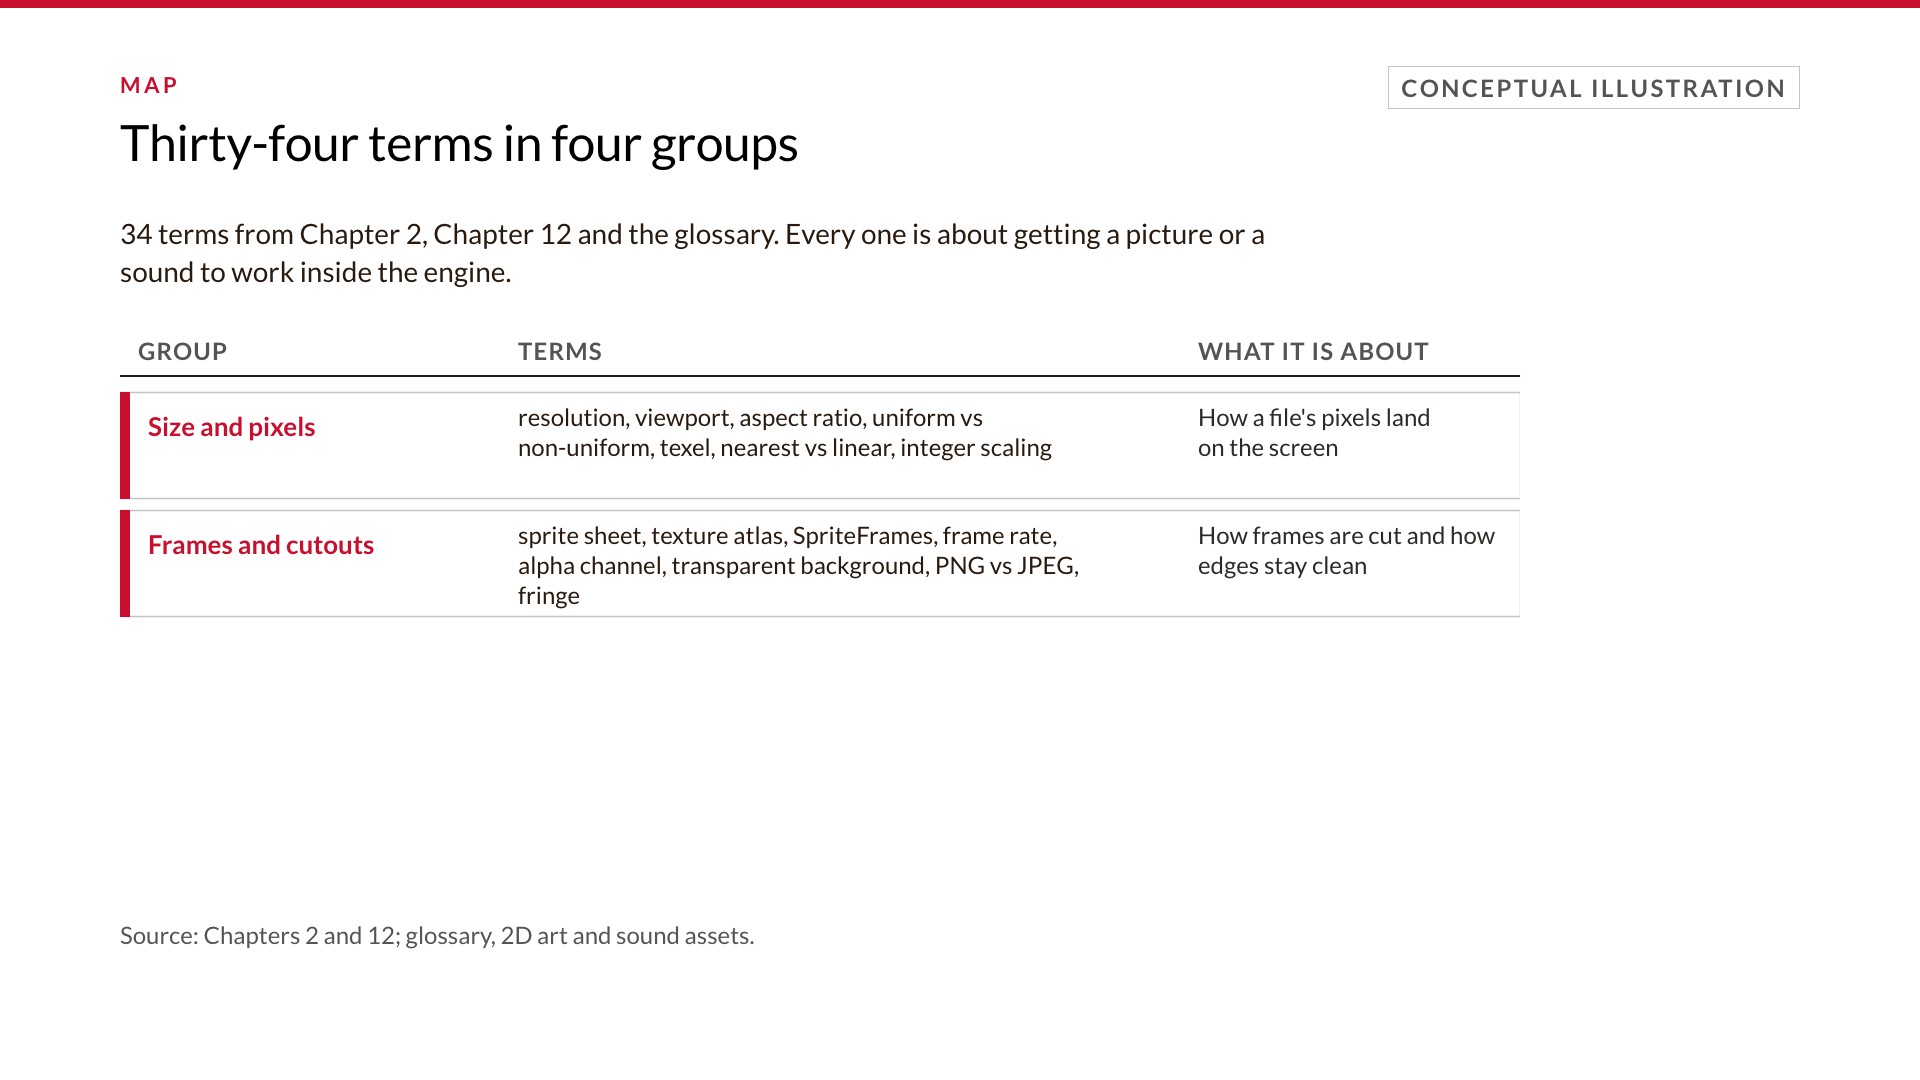 MAP
CONCEPTUAL ILLUSTRATION
Thirty-four terms in four groups
34 terms from Chapter 2, Chapter 12 and the glossary. Every one is about getting a picture or a
sound to work inside the engine.
GROUP TERMS WHAT IT IS ABOUT
Size and pixels
resolution, viewport, aspect ratio, uniform vs
non-uniform, texel, nearest vs linear, integer scaling
How a file's pixels land
on the screen
Frames and cutouts
sprite sheet, texture atlas, SpriteFrames, frame rate,
alpha channel, transparent background, PNG vs JPEG,
fringe
How frames are cut and how
edges stay clean
Source: Chapters 2 and 12; glossary, 2D art and sound assets.